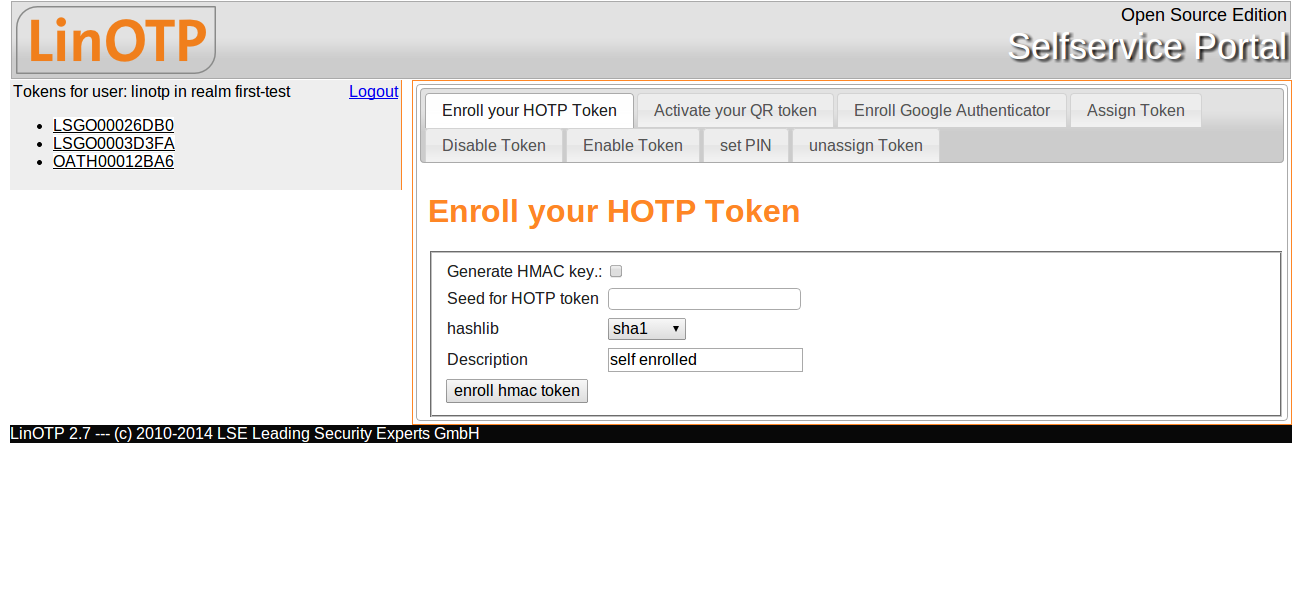 LinOTP
Open Source Edition
Selfservice Portal
Tokens for user: linotp in realm first-test Logout
LSGO00026DB0
LSGO0003D3FA
OATH00012BA6
Enroll your HOTP Token Activate your QR token Enroll Google Authenticator Assign Token
Disable Token Enable Token set PIN unassign Token
Enroll your HOTP Token
Generate HMAC key.:
Seed for HOTP token
hashlib sha1
Description self enrolled
enroll hmac token
LinOTP 2.7 --- (c) 2010-2014 LSE Leading Security Experts GmbH